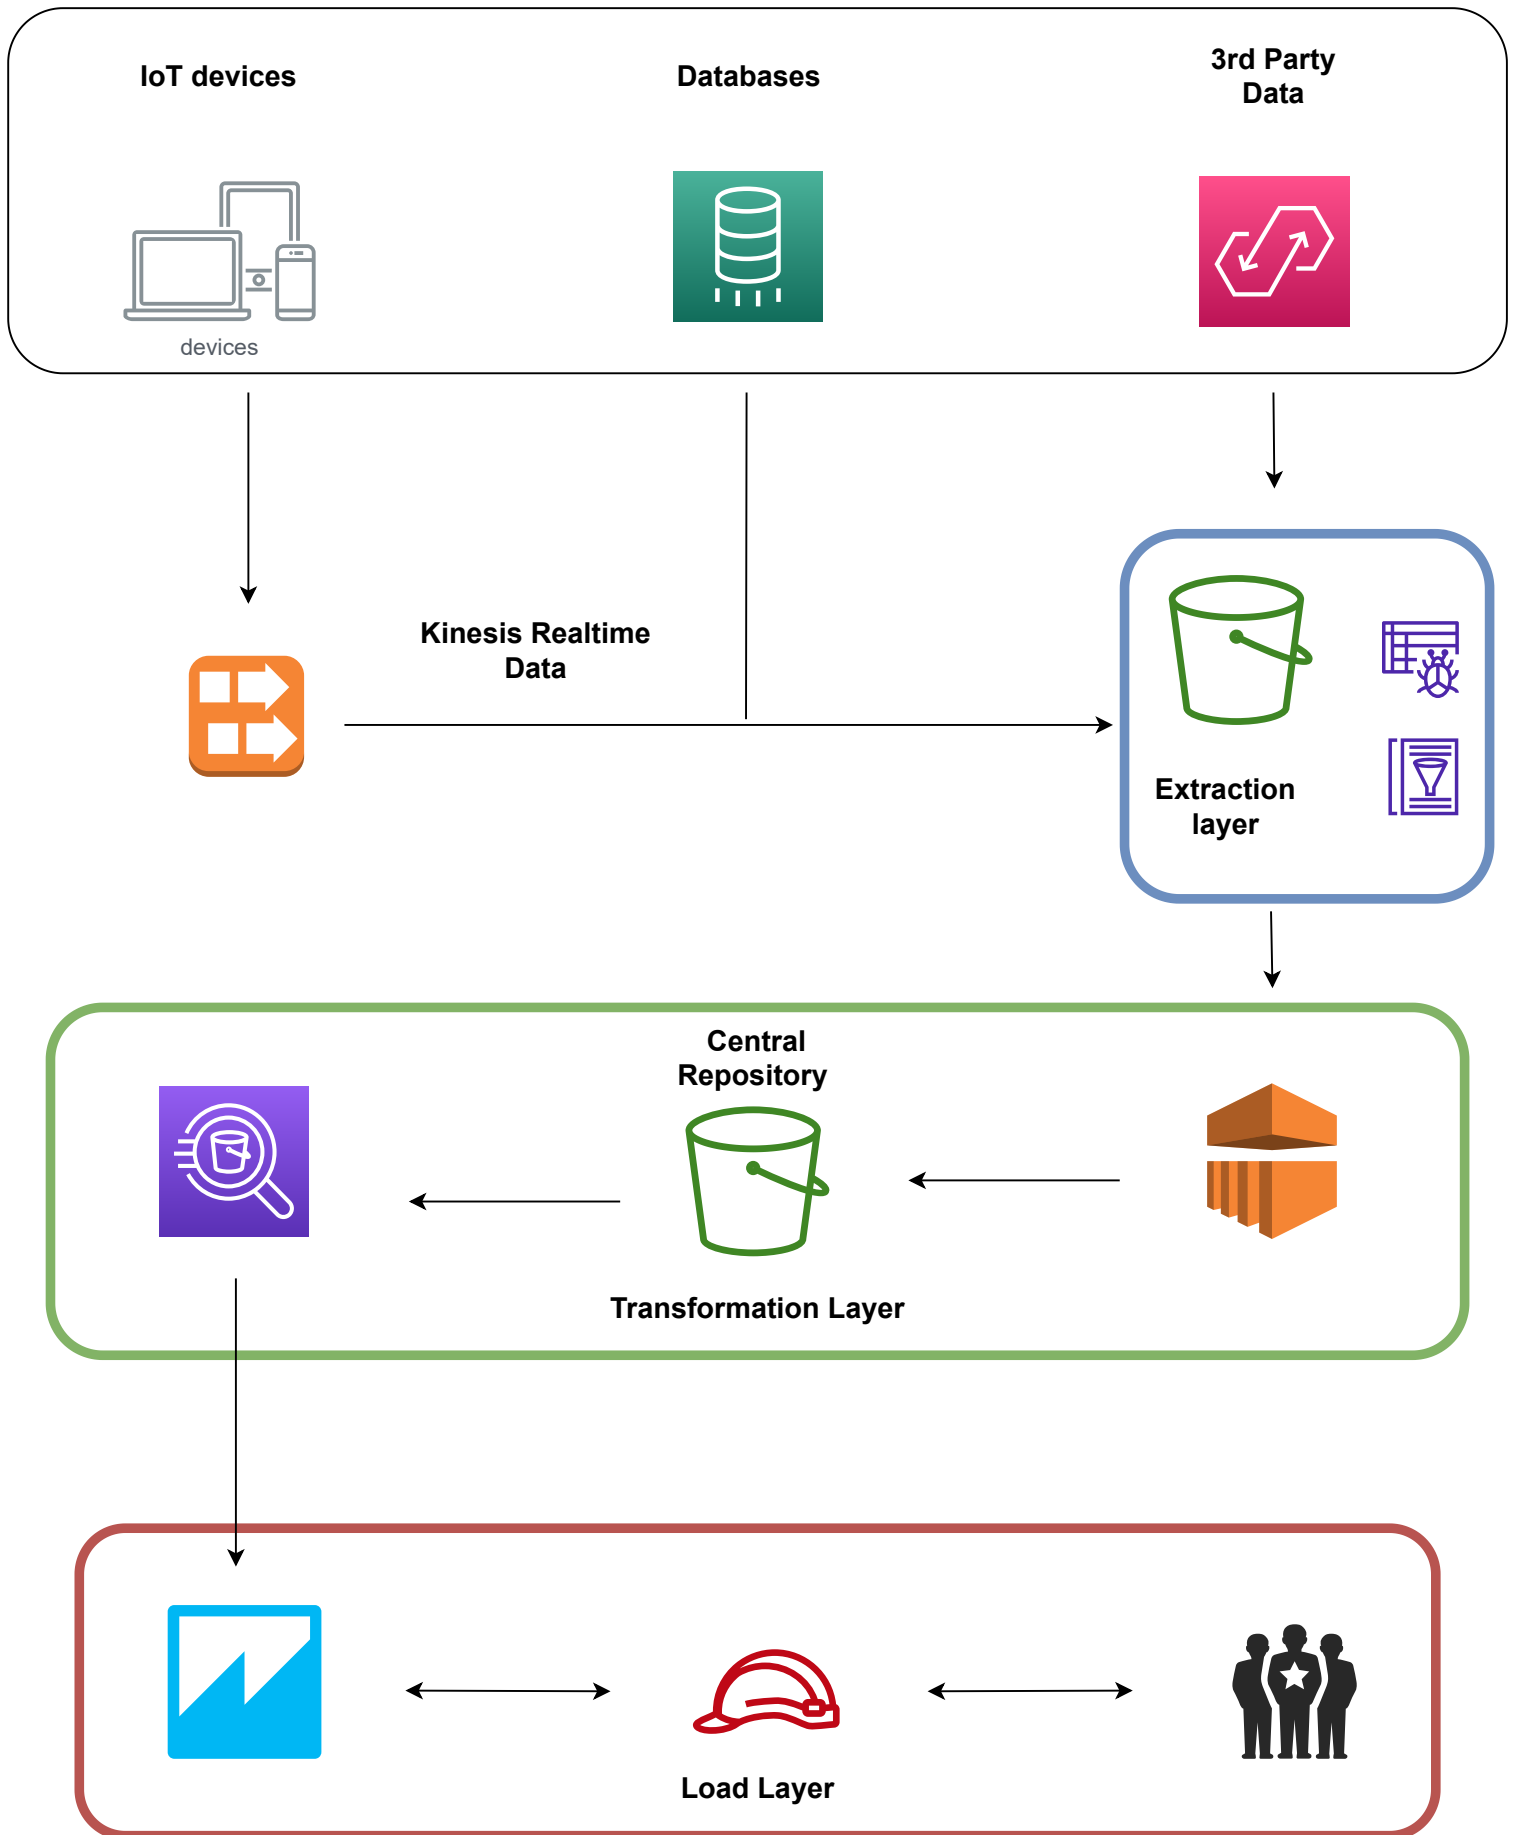 IoT devices
Databases
3rd Party
Data
devices
Kinesis Realtime
Data
Extraction
layer
Central
Repository
Transformation Layer
Load Layer